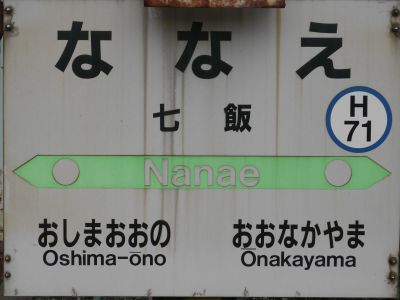 ななえ
七飯
H
71
Nanae
おしまおおの
Oshima-ōno
おおなかやま
Ōnakayama